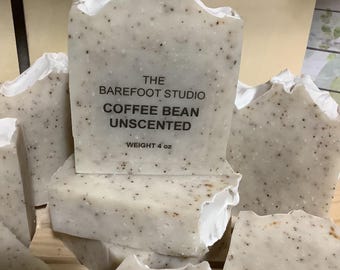 THE
BAREFOOT STUDIO
COFFEE BEAN
UNSCENTED
WEIGHT 4 oz